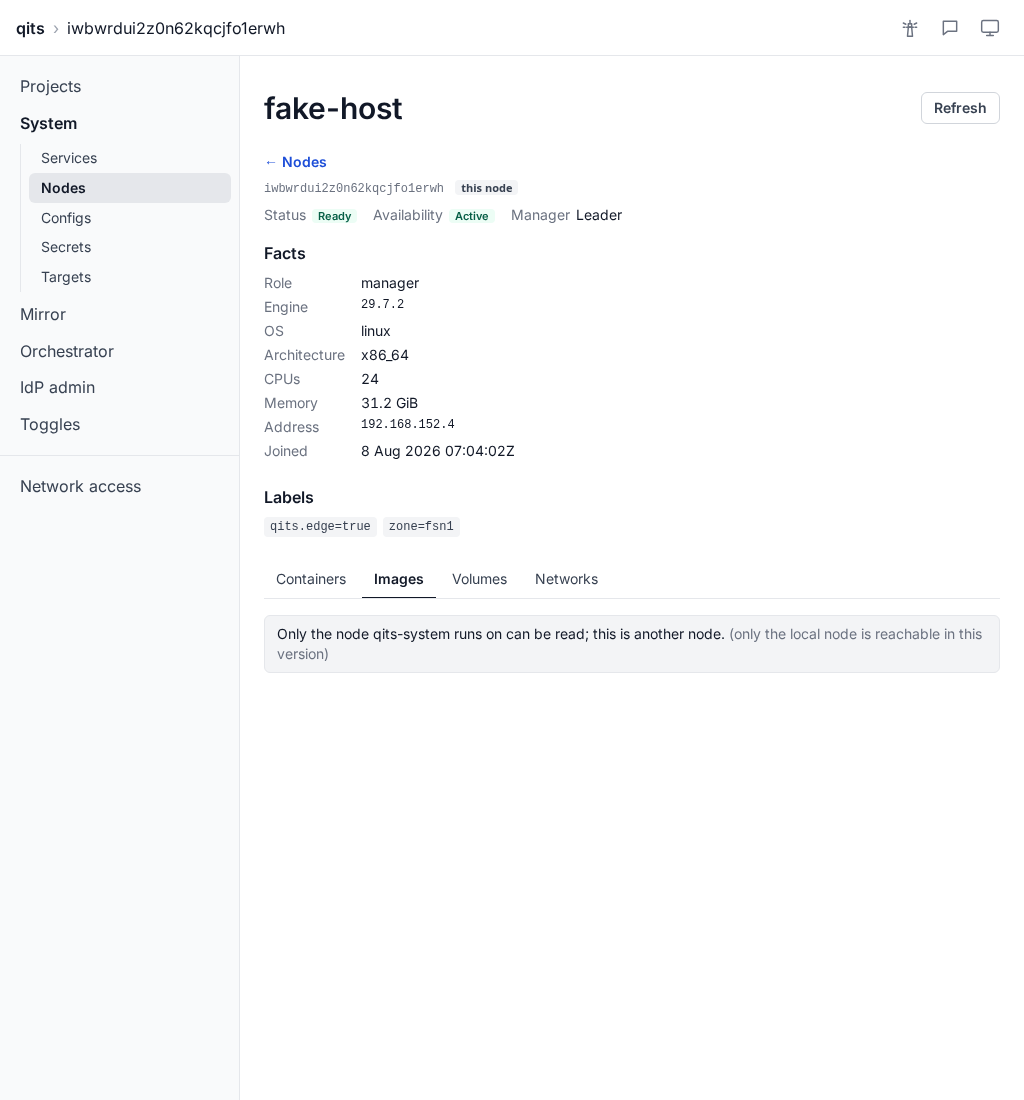 qits › iwbwrdui2z0n62kqcjfo1erwh
Projects
System
Services
Nodes
Configs
Secrets
Targets
Mirror
Orchestrator
IdP admin
Toggles
Network access
fake-host
Refresh
← Nodes
iwbwrdui2z0n62kqcjfo1erwh this node
Status Ready Availability Active Manager Leader
Facts
Role manager
Engine 29.7.2
OS linux
Architecture x86_64
CPUs 24
Memory 31.2 GiB
Address 192.168.152.4
Joined 8 Aug 2026 07:04:02Z
Labels
qits.edge=true zone=fsn1
Containers Images Volumes Networks
Only the node qits-system runs on can be read; this is another node. (only the local node is reachable in this
version)